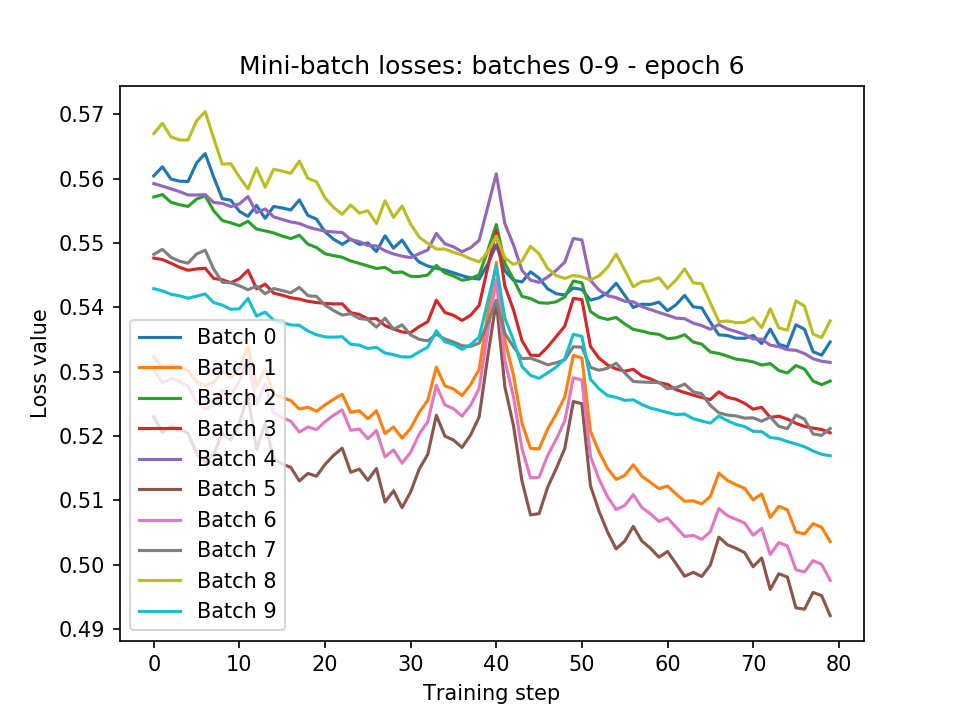 Mini-batch losses: batches 0-9 - epoch 6
0.57
0.56
0.55
0.54
0.53
0.52
0.51
0.50
0.49
Loss value
Batch 0
Batch 1
Batch 2
Batch 3
Batch 4
Batch 5
Batch 6
Batch 7
Batch 8
Batch 9
0 10 20 30 40 50 60 70 80
Training step